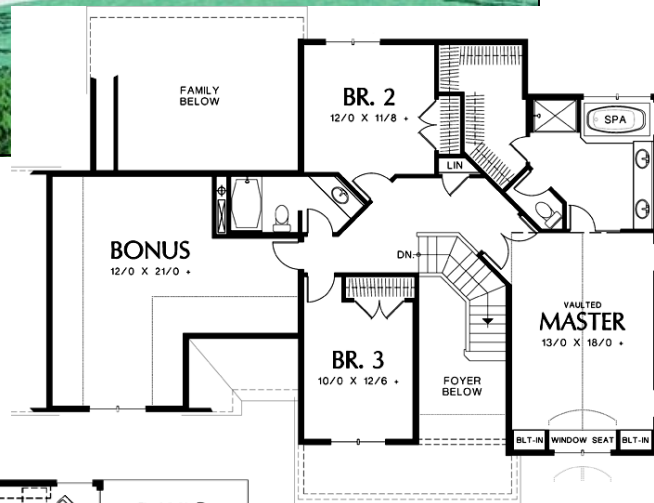 FAMILY
BELOW
BR. 2
12/0 X 11/8 +
SPA
LIN
BONUS
12/0 X 21/0 +
DN.
VAULTED
MASTER
13/0 X 18/0 +
BR. 3
10/0 X 12/6 +
FOYER
BELOW
BLT-IN
WINDOW SEAT
BLT-IN